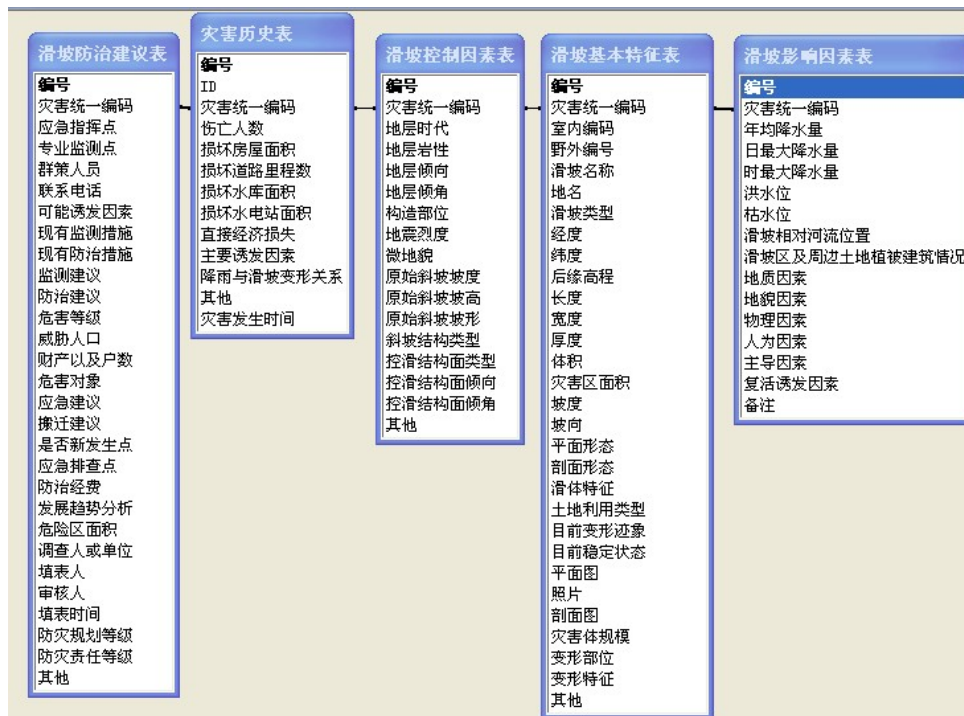 滑坡防治建议表
编号
灾害统一编码
应急指挥点
专业监测点
群策人员
联系电话
可能诱发因素
现有监测措施
现有防治措施
监测建议
防治建议
危害等级
威胁人口
财产以及户数
危害对象
应急建议
搬迁建议
是否新发生点
应急排查点
防治经费
发展趋势分析
危险区面积
调查人或单位
填表人
审核人
填表时间
防灾规划等级
防灾责任等级
其他
灾害历史表
编号
ID
灾害统一编码
伤亡人数
损坏房屋面积
损坏道路里程数
损坏水库面积
损坏水电站面积
直接经济损失
主要诱发因素
降雨与滑坡变形关系
其他
灾害发生时间
滑坡控制因素表
编号
灾害统一编码
地层时代
地层岩性
地层倾向
地层倾角
构造部位
地震烈度
微地貌
原始斜坡坡度
原始斜坡坡高
原始斜坡坡形
斜坡结构类型
控滑结构面类型
控滑结构面倾向
控滑结构面倾角
其他
滑坡基本特征表
编号
灾害统一编码
室内编码
野外编号
滑坡名称
地名
滑坡类型
经度
纬度
后缘高程
长度
宽度
厚度
体积
灾害区面积
坡度
坡向
平面形态
剖面形态
滑体特征
土地利用类型
目前变形迹象
目前稳定状态
平面图
照片
剖面图
灾害体规模
变形部位
变形特征
其他
滑坡影响因素表
编号
灾害统一编码
年均降水量
日最大降水量
时最大降水量
洪水位
枯水位
滑坡相对河流位置
滑坡区及周边土地植被建筑情况
地质因素
地貌因素
物理因素
人为因素
主导因素
复活诱发因素
备注